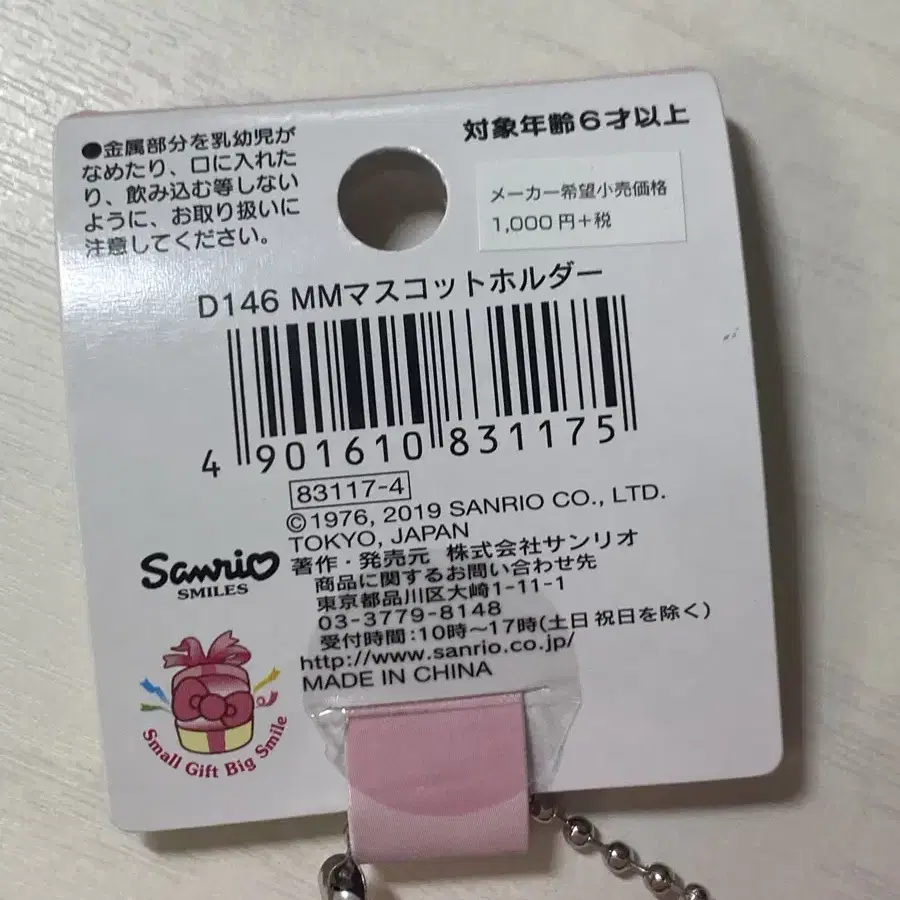 ●金属部分を乳幼児が
なめたり、口に入れた
り、飲み込む等しない
ように、お取り扱いに
注意してください。
対象年齢6才以上
メーカー希望小売価格
1,000円+税
D146 MMマスコットホルダー
4 901610 831175
83117-4
©1976, 2019 SANRIO CO., LTD.
TOKYO, JAPAN
著作・発売元 株式会社サンリオ
商品に関するお問い合わせ先
東京都品川区大崎1-11-1
03-3779-8148
受付時間:10時～17時(土日 祝日を除く)
http://www.sanrio.co.jp/
MADE IN CHINA
Sanrio
SMILES
Small Gift Big Smile